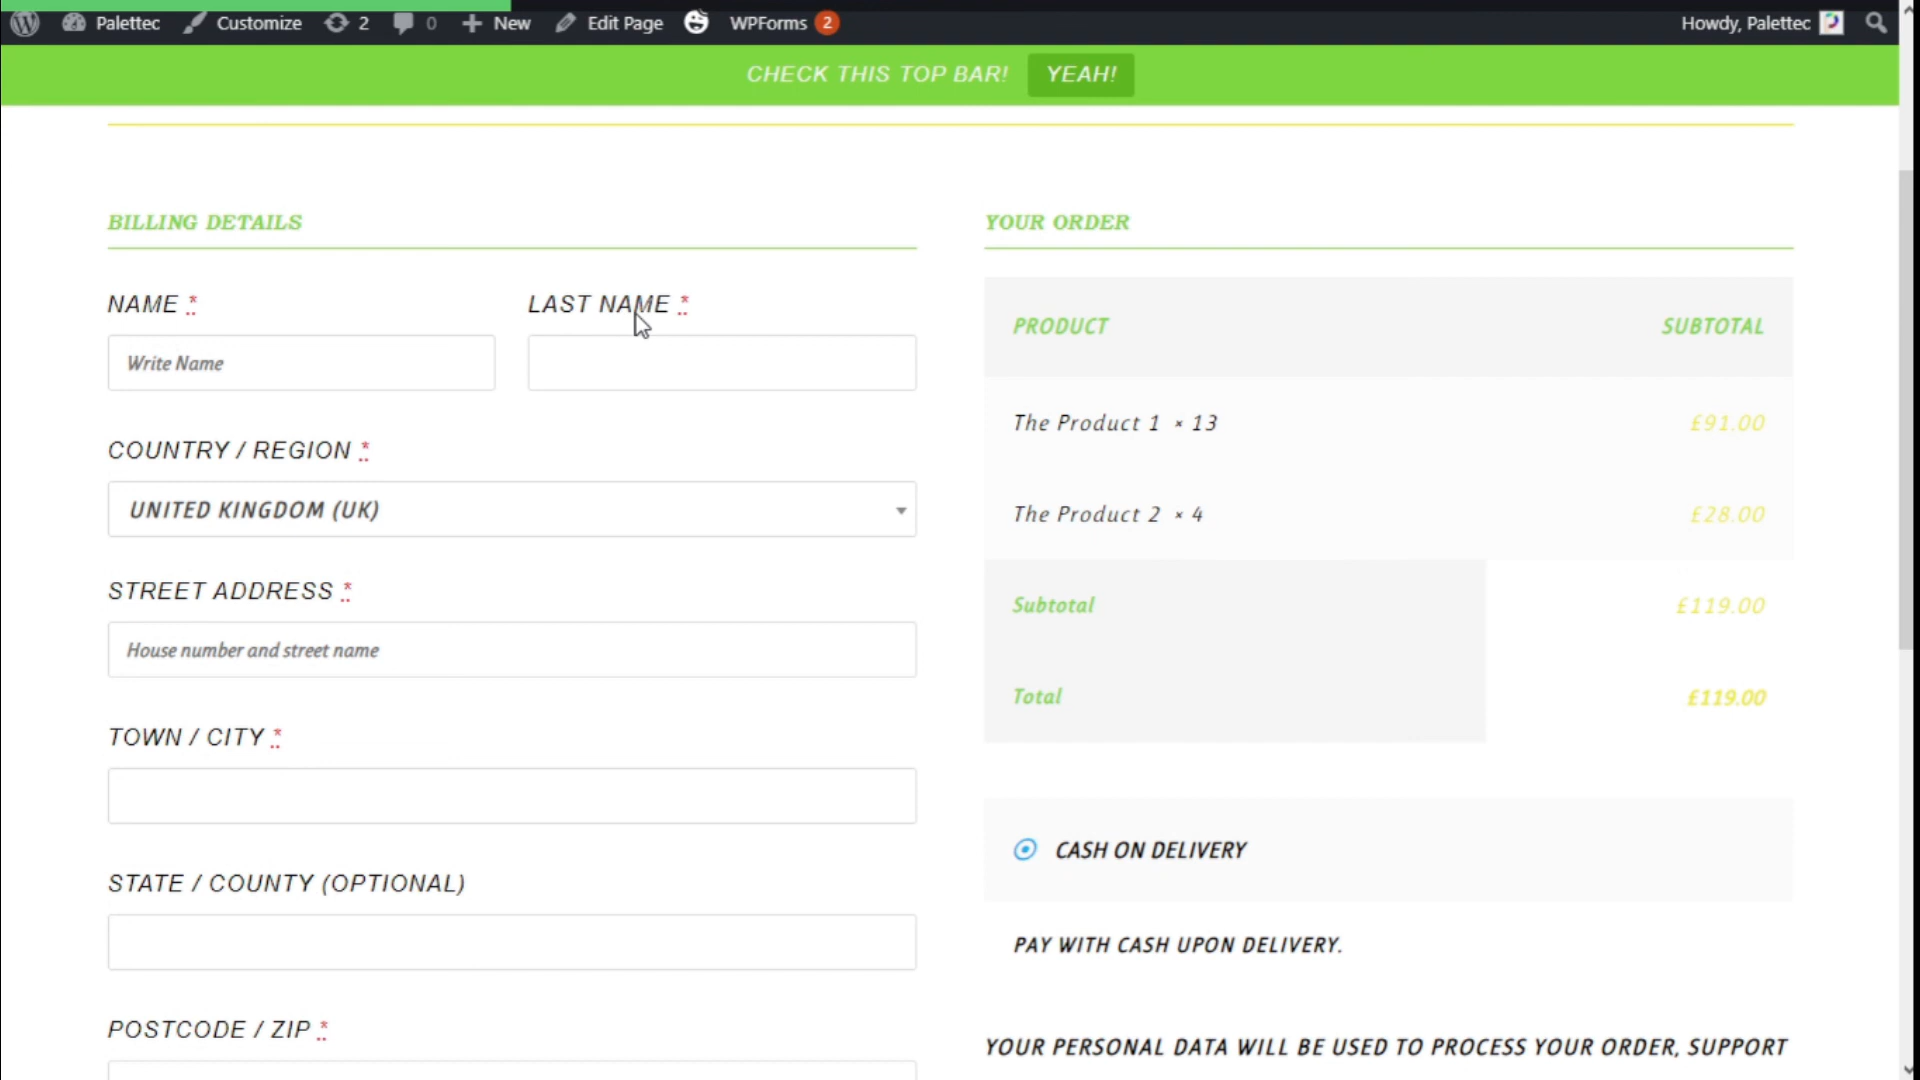 Palettec Customize 2 0 New Edit Page WPForms 2 Howdy, Palettec
CHECK THIS TOP BAR! YEAH!
BILLING DETAILS
NAME *
LAST NAME *
Write Name
COUNTRY / REGION *
UNITED KINGDOM (UK)
STREET ADDRESS *
House number and street name
TOWN / CITY *
STATE / COUNTY (OPTIONAL)
POSTCODE / ZIP *
YOUR ORDER
PRODUCT SUBTOTAL
The Product 1 × 13 £91.00
The Product 2 × 4 £28.00
Subtotal £119.00
Total £119.00
CASH ON DELIVERY
PAY WITH CASH UPON DELIVERY.
YOUR PERSONAL DATA WILL BE USED TO PROCESS YOUR ORDER, SUPPORT